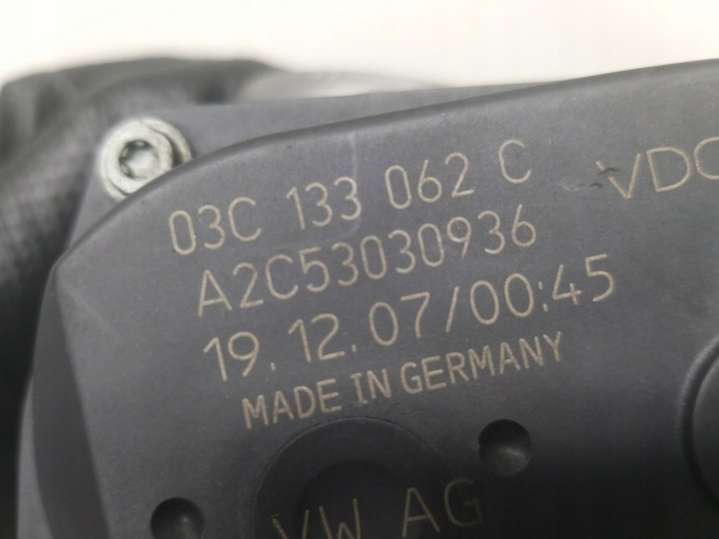 03C 133 062 C VDO
A2C53030936
19.12.07/00:45
MADE IN GERMANY
VW AG